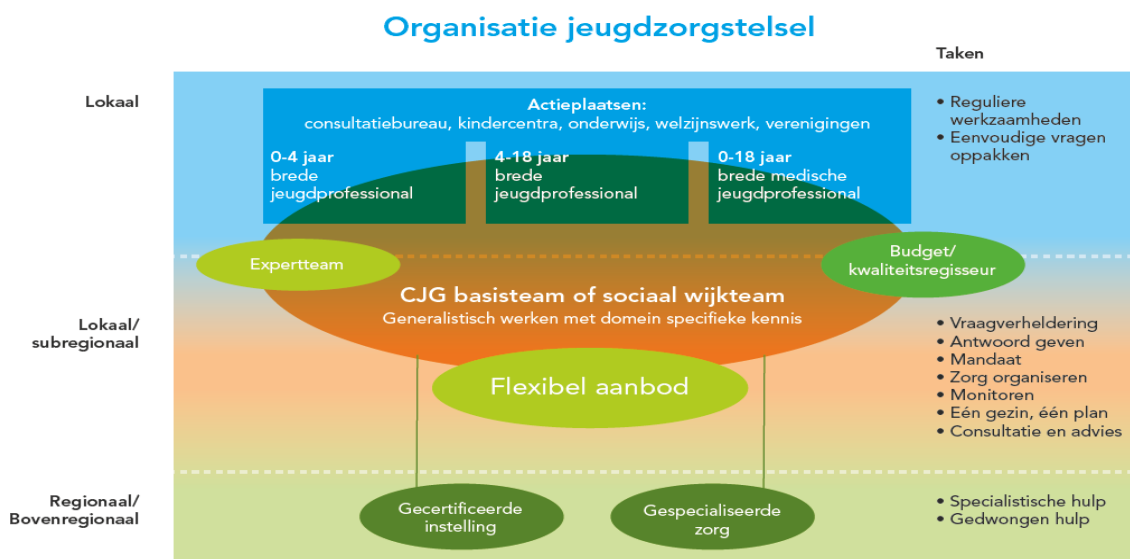 Organisatie jeugdzorgstelsel
Taken
Lokaal
Actieplaatsen:
consultatiebureau, kindercentra, onderwijs, welzijnswerk, verenigingen
0-4 jaar
brede
jeugdprofessional
4-18 jaar
brede
jeugdprofessional
0-18 jaar
brede medische
jeugdprofessional
• Reguliere
werkzaamheden
• Eenvoudige vragen
oppakken
Expertteam
Budget/
kwaliteitsregisseur
CJG basisteam of sociaal wijkteam
Generalistisch werken met domein specifieke kennis
Lokaal/
subregionaal
Flexibel aanbod
• Vraagverheldering
• Antwoord geven
• Mandaat
• Zorg organiseren
• Monitoren
• Eén gezin, één plan
• Consultatie en advies
Regionaal/
Bovenregionaal
Gecertificeerde
instelling
Gespecialiseerde
zorg
• Specialistische hulp
• Gedwongen hulp